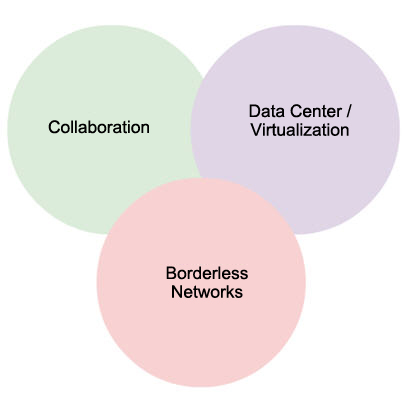 Collaboration
Data Center /
Virtualization
Borderless
Networks